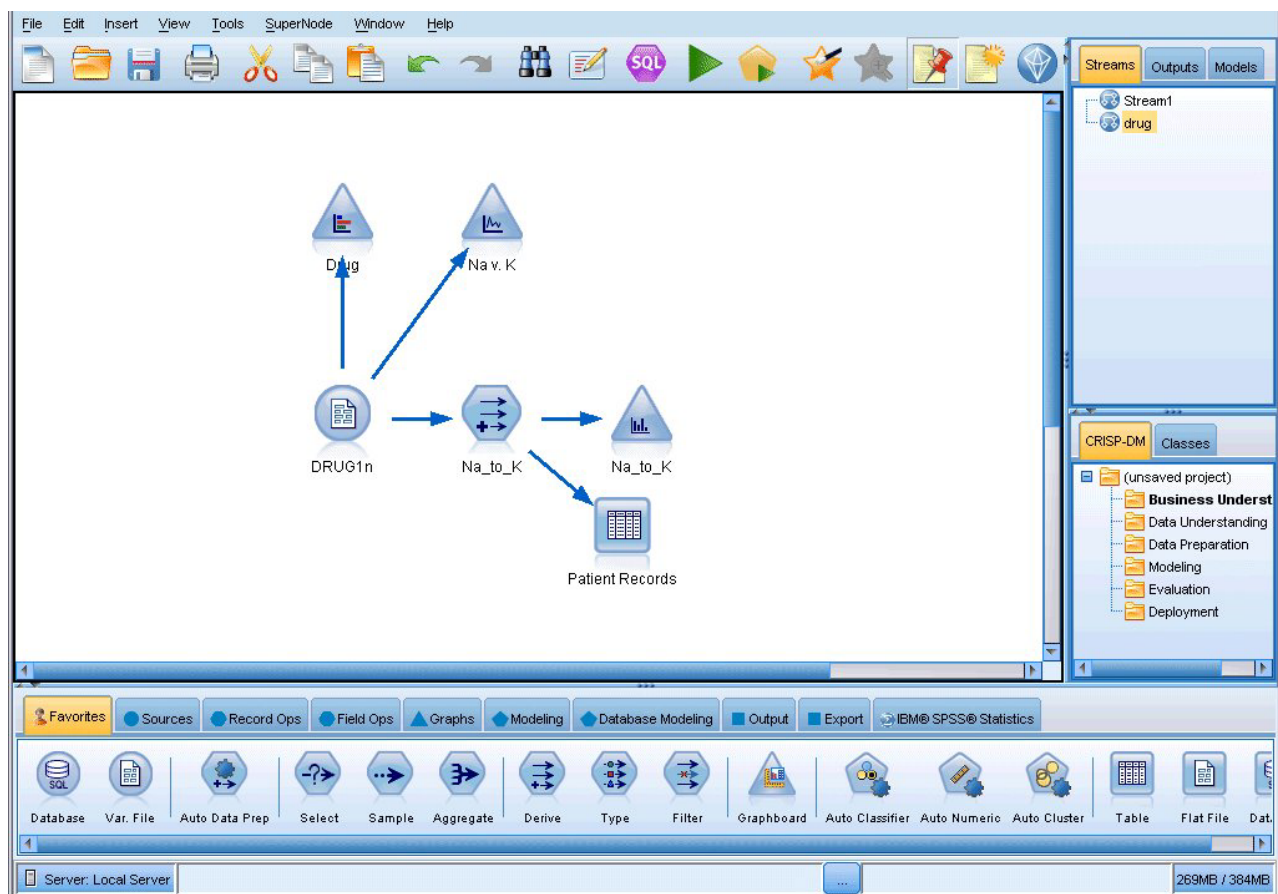 File Edit Insert View Tools SuperNode Window Help
SQL
Streams Outputs Models
Stream1
drug
Drug
Na v. K
DRUG1n
Na_to_K
Na_to_K
Patient Records
CRISP-DM Classes
(unsaved project)
Business Underst
Data Understanding
Data Preparation
Modeling
Evaluation
Deployment
Favorites Sources Record Ops Field Ops Graphs Modeling Database Modeling Output Export IBM® SPSS® Statistics
SQL
Database Var. File Auto Data Prep Select Sample Aggregate Derive Type Filter Graphboard Auto Classifier Auto Numeric Auto Cluster Table Flat File Dat
Server: Local Server ... 269MB / 384MB